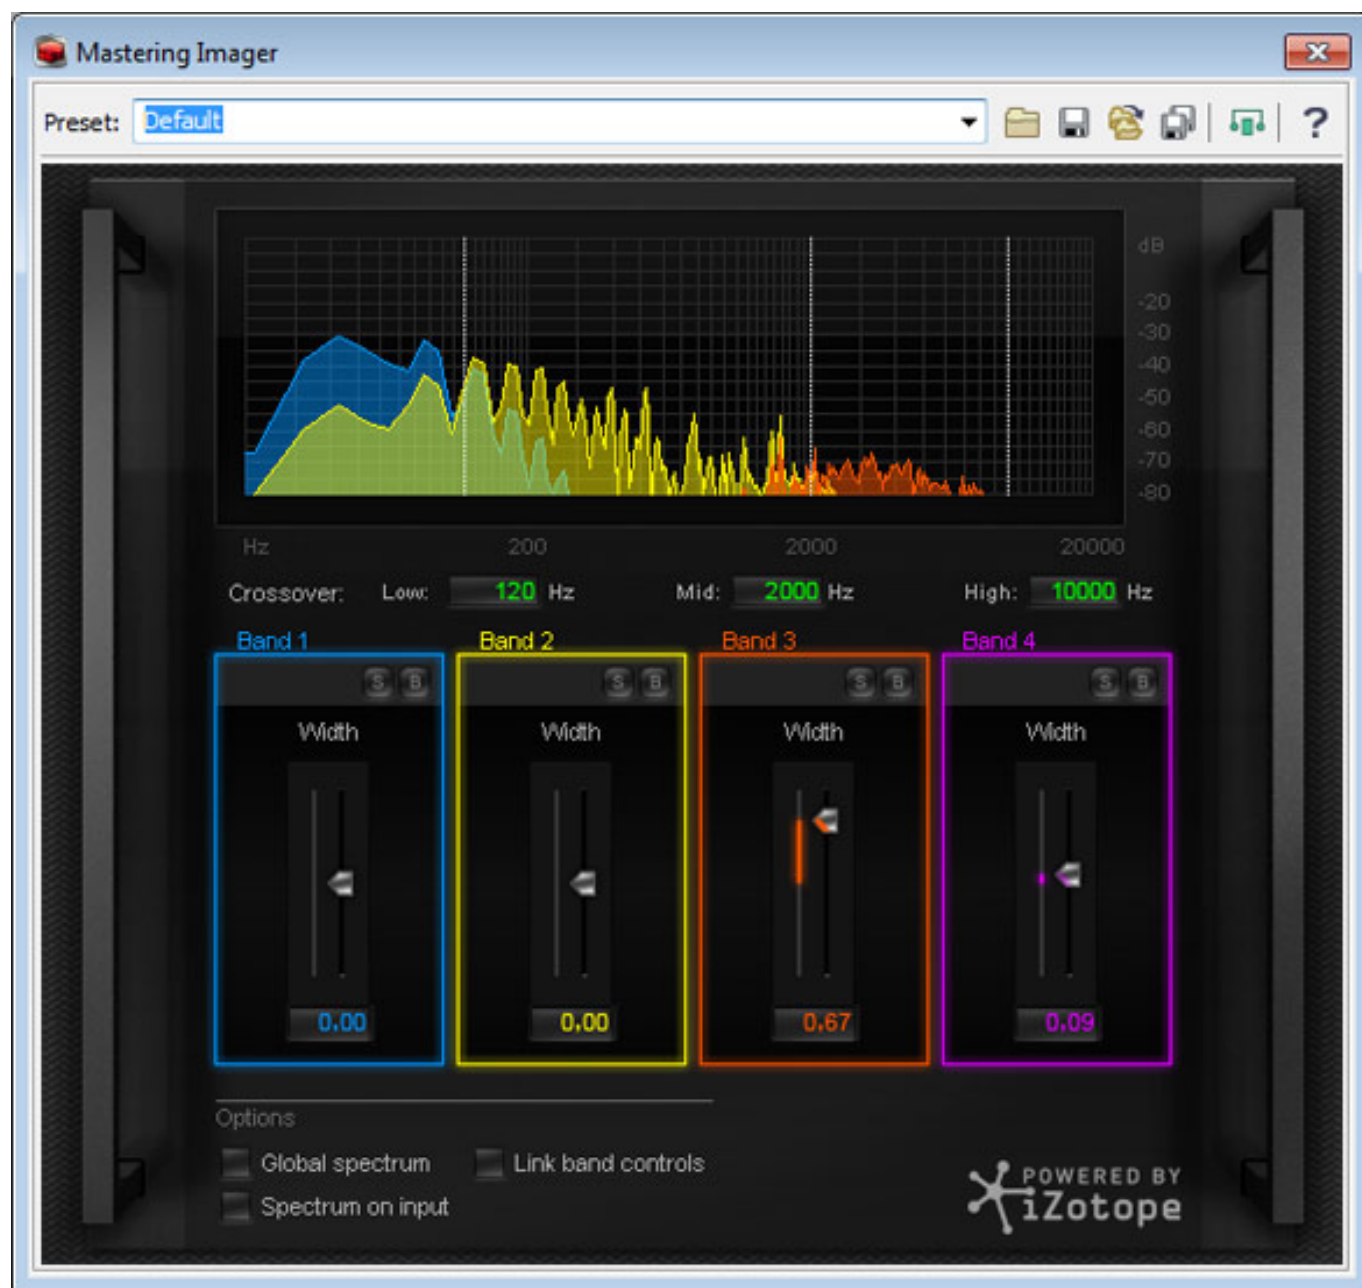 Mastering Imager
Preset: Default ?
dB
-20
-30
-40
-50
-60
-70
-80
Hz 200 2000 20000
Crossover: Low: 120 Hz Mid: 2000 Hz High: 10000 Hz
Band 1 Band 2 Band 3 Band 4
S B S B S B S B
Width Width Width Width
0.00 0.00 0.67 0.09
Options
Global spectrum Link band controls
Spectrum on input
POWERED BY
iZotope